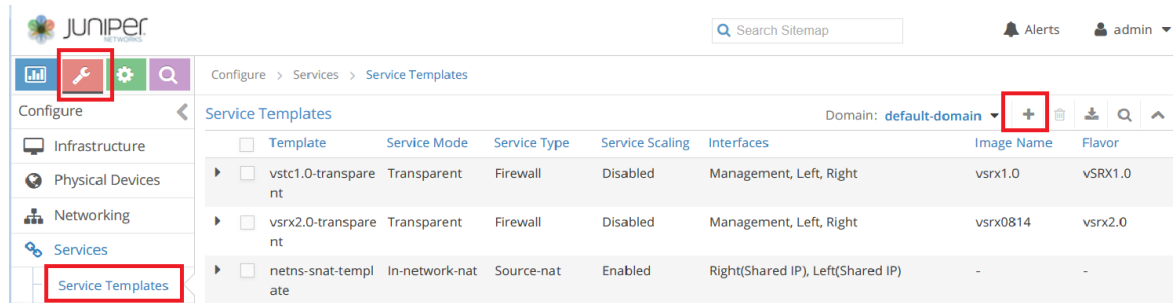 JUNIPER
NETWORKS
Search Sitemap
Alerts
admin
Configure > Services > Service Templates
Configure
Service Templates
Domain: default-domain
Infrastructure
Template Service Mode Service Type Service Scaling Interfaces Image Name Flavor
Physical Devices
vstc1.0-transpare Transparent Firewall Disabled Management, Left, Right vsrx1.0 vSRX1.0
nt
Networking
vsrx2.0-transpare Transparent Firewall Disabled Management, Left, Right vsrx0814 vsrx2.0
nt
Services
netns-snat-templ In-network-nat Source-nat Enabled Right(Shared IP), Left(Shared IP) - -
ate
Service Templates